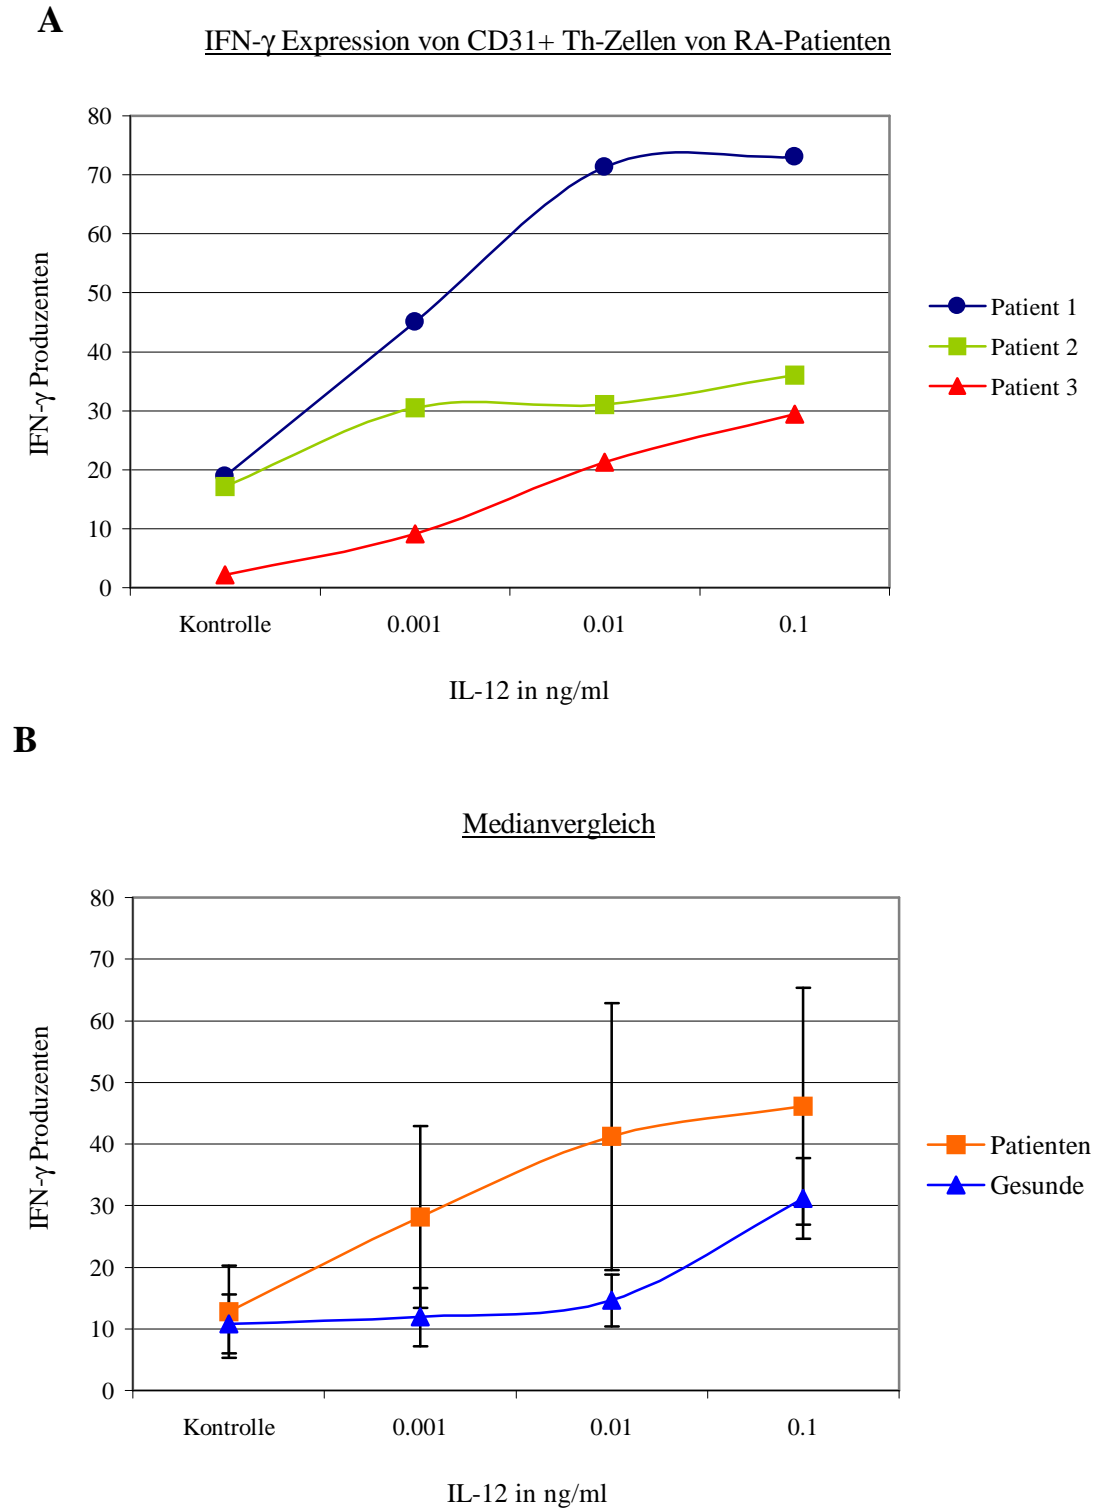 A
IFN-γ Expression von CD31+ Th-Zellen von RA-Patienten
80
70
60
50
40
30
20
10
0
IFN-γ Produzenten
Kontrolle 0.001 0.01 0.1
IL-12 in ng/ml
Patient 1
Patient 2
Patient 3
B
Medianvergleich
80
70
60
50
40
30
20
10
0
IFN-γ Produzenten
Kontrolle 0.001 0.01 0.1
IL-12 in ng/ml
Patienten
Gesunde